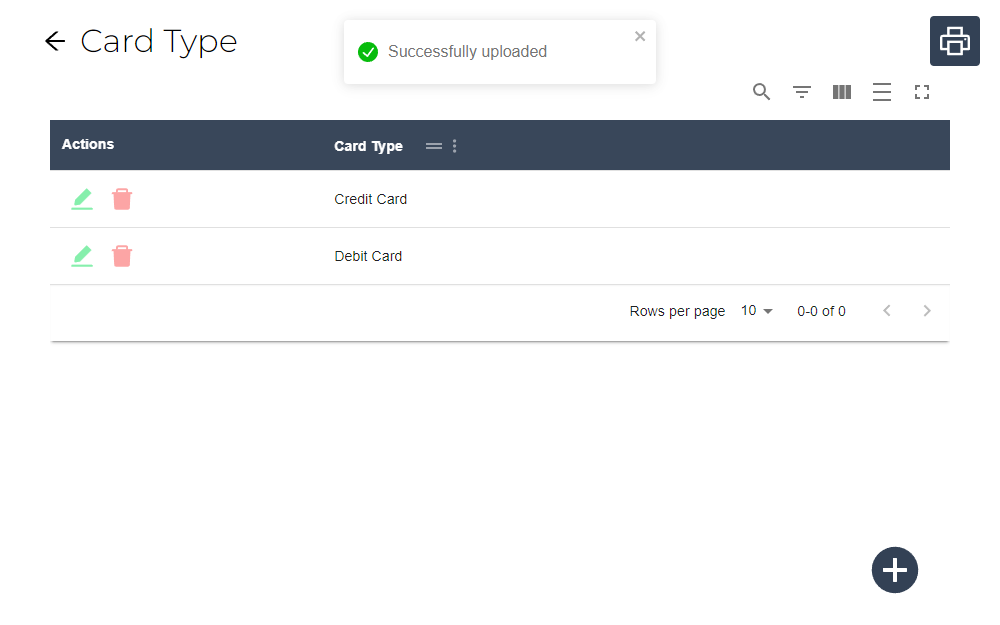 Card Type
Successfully uploaded
Actions
Card Type
Credit Card
Debit Card
Rows per page 10 0-0 of 0